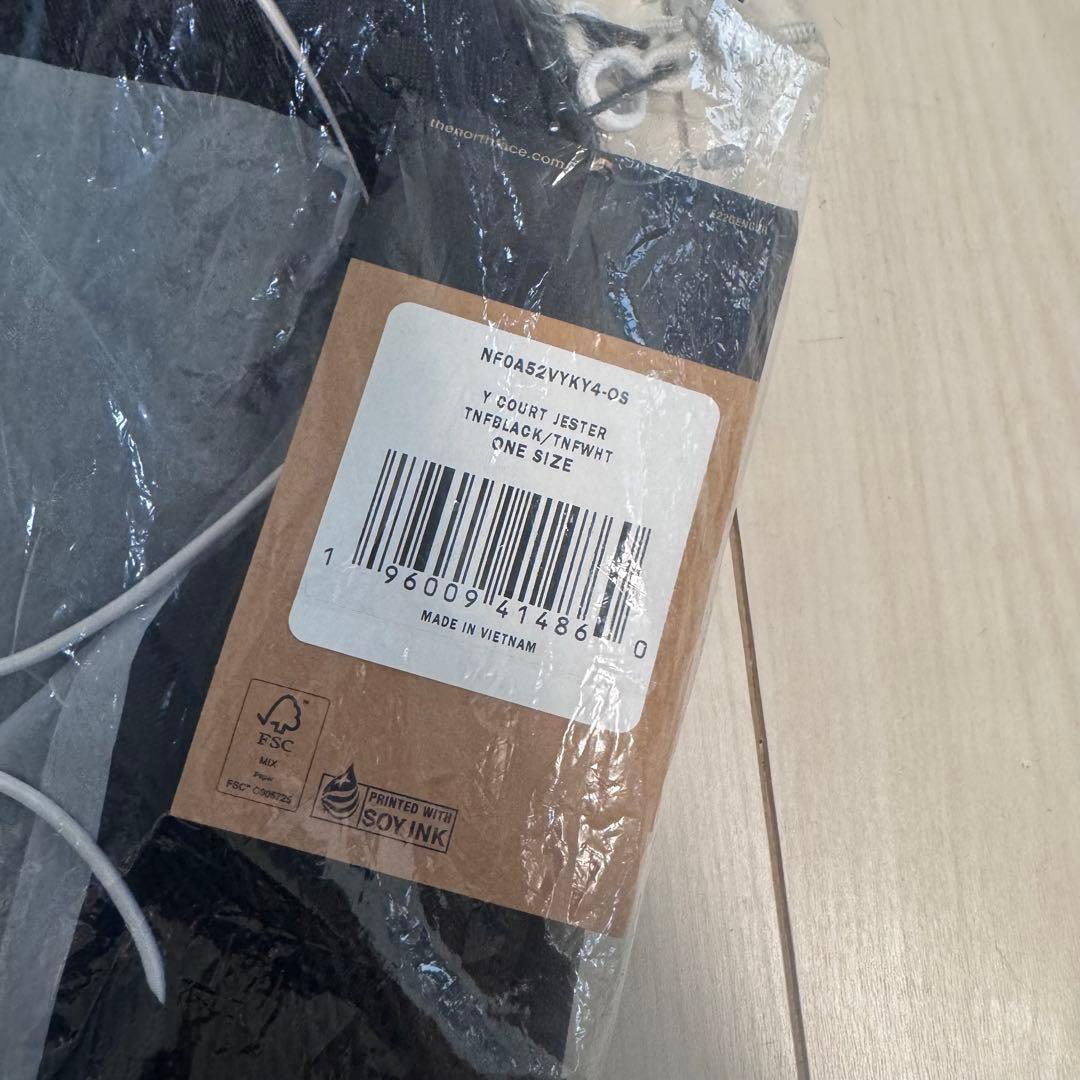 thenorthface.com
NF0A52VYKY4-OS
Y COURT JESTER
TNFBLACK/TNFWHT
ONE SIZE
1 96009 41486 0
MADE IN VIETNAM
FSC
MIX
Paper
PRINTED WITH
SOY INK